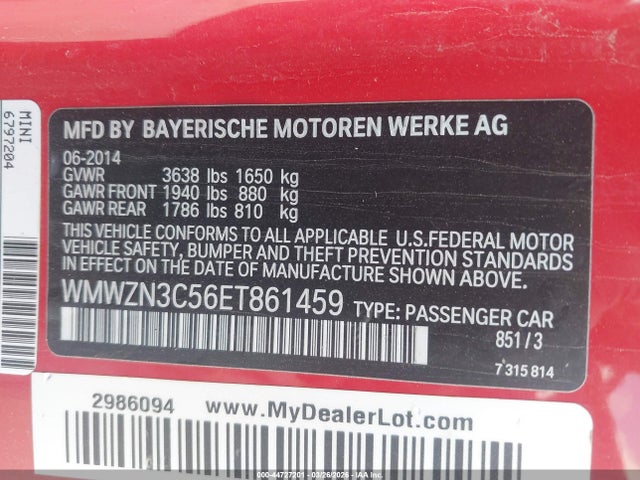 MINI
6797204
MFD BY BAYERISCHE MOTOREN WERKE AG
06-2014
GVWR 3638 lbs 1650 kg
GAWR FRONT 1940 lbs 880 kg
GAWR REAR 1786 lbs 810 kg
THIS VEHICLE CONFORMS TO ALL APPLICABLE U.S.FEDERAL MOTOR
VEHICLE SAFETY, BUMPER AND THEFT PREVENTION STANDARDS
IN EFFECT ON THE DATE OF MANUFACTURE SHOWN ABOVE.
WMWZN3C56ET861459 TYPE: PASSENGER CAR
851/3
7 315 814
2986094 www.MyDealerLot.com
000-44727201 - 03/26/2026 - IAA, Inc.